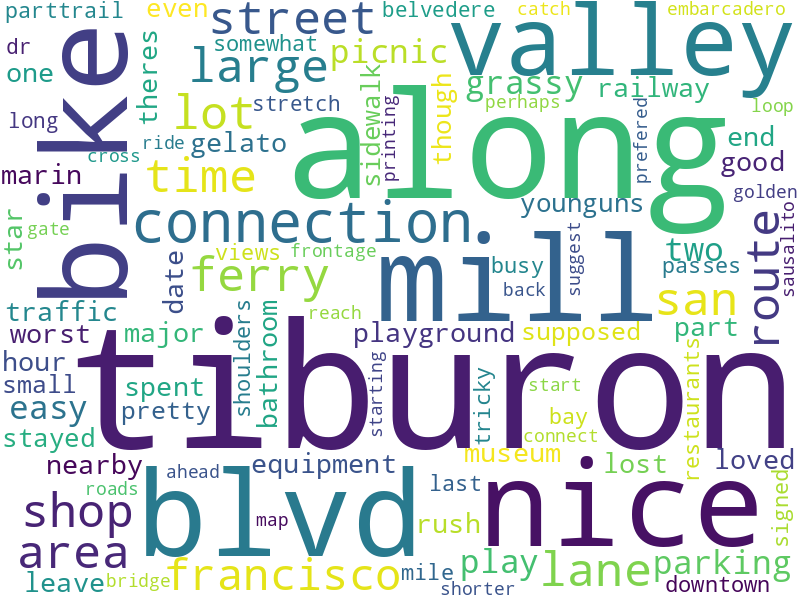 parttrail
even
street
belvedere
catch
embarcadero
dr
somewhat
picnic
valley
one
theres
large
grassy
railway
bike
lot
stretch
sidewalk
printing
though
perhaps
loop
long
cross
ride
gelato
along
prefered
end
good
marin
time
golden
star
gate
connection
younguns
route
sausalito
date
views
frontage
mill
busy
suggest
two
passes
ferry
back
san
traffic
reach
worst
major
shoulders
bathroom
playground
supposed
part
hour
tiburon
small
spent
starting
tricky
start
restaurants
easy
pretty
bay
stayed
connect
nearby
ahead
equipment
museum
lost
loved
roads
blvd
last
nice
signed
shop
map
rush
area
leave
bridge
francisco
mile
play
lane
parking
shorter
downtown